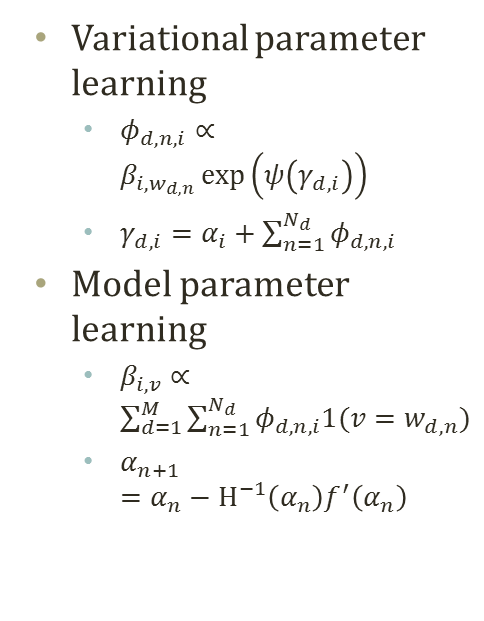 • Variational parameter
learning
• ϕ_{d,n,i} ∝
β_{i,w_{d,n}} exp(ψ(γ_{d,i}))
• γ_{d,i} = α_i + ∑_{n=1}^{N_d} ϕ_{d,n,i}
• Model parameter
learning
• β_{i,v} ∝
∑_{d=1}^{M} ∑_{n=1}^{N_d} ϕ_{d,n,i}1(v = w_{d,n})
• α_{n+1}
= α_n − H^{−1}(α_n)f′(α_n)